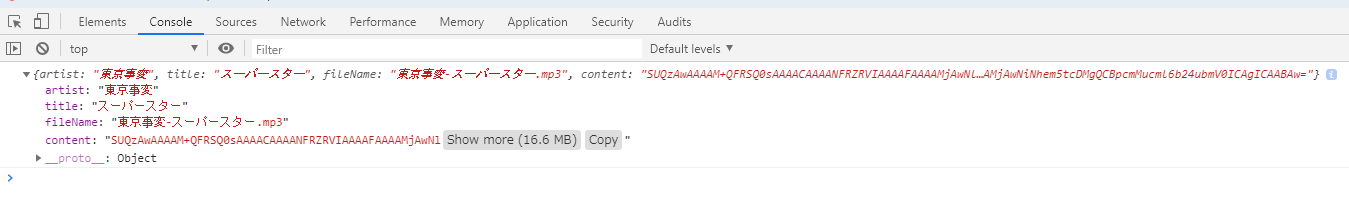 Elements Console Sources Network Performance Memory Application Security Audits
top ▼ Filter Default levels ▼
▼{artist: "東京事変", title: "スーパースター", fileName: "東京事変-スーパースター.mp3", content: "SUQzAwAAAAM+QFRSQ0sAAAACAAAANFRZRVIAAAAFAAAAMjAwNl…AMjAwNiNhem5tcDMgQCBpcmMucml6b24ubmV0ICAgICAABAw="}
artist: "東京事変"
title: "スーパースター"
fileName: "東京事変-スーパースター.mp3"
content: "SUQzAwAAAAM+QFRSQ0sAAAACAAAANFRZRVIAAAAFAAAAMjAwNl Show more (16.6 MB) Copy "
▶__proto__: Object